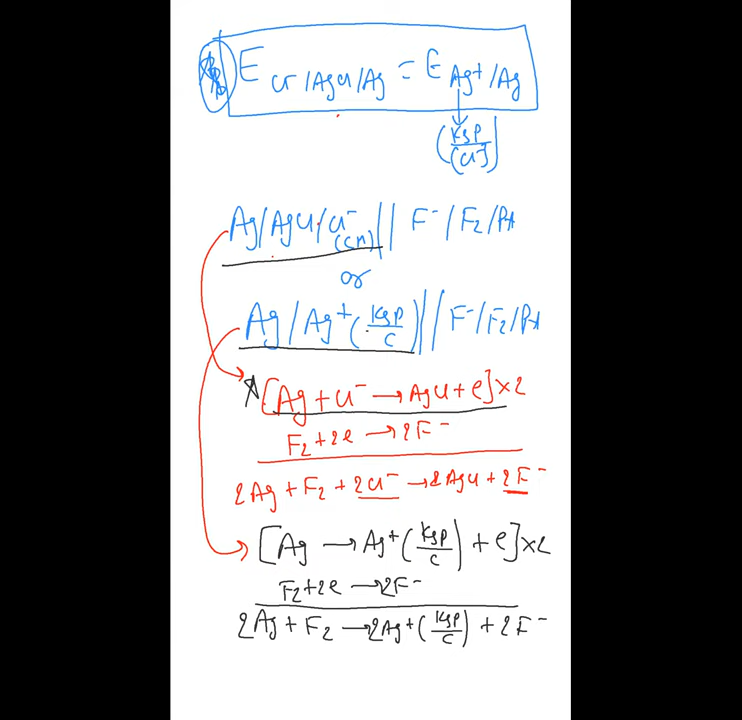 E Cl⁻/AgCl/Ag = E Ag⁺/Ag
(Ksp/[Cl⁻])
Ag/AgCl/Cl⁻(CM) || F⁻/F₂/Pt
or
Ag/Ag⁺(Ksp/C) || F⁻/F₂/Pt
[Ag + Cl⁻ → AgCl + e] × 2
F₂ + 2e → 2F⁻
2Ag + F₂ + 2Cl⁻ → 2AgCl + 2F⁻
[Ag → Ag⁺(Ksp/C) + e] × 2
F₂ + 2e → 2F⁻
2Ag + F₂ → 2Ag⁺(Ksp/C) + 2F⁻